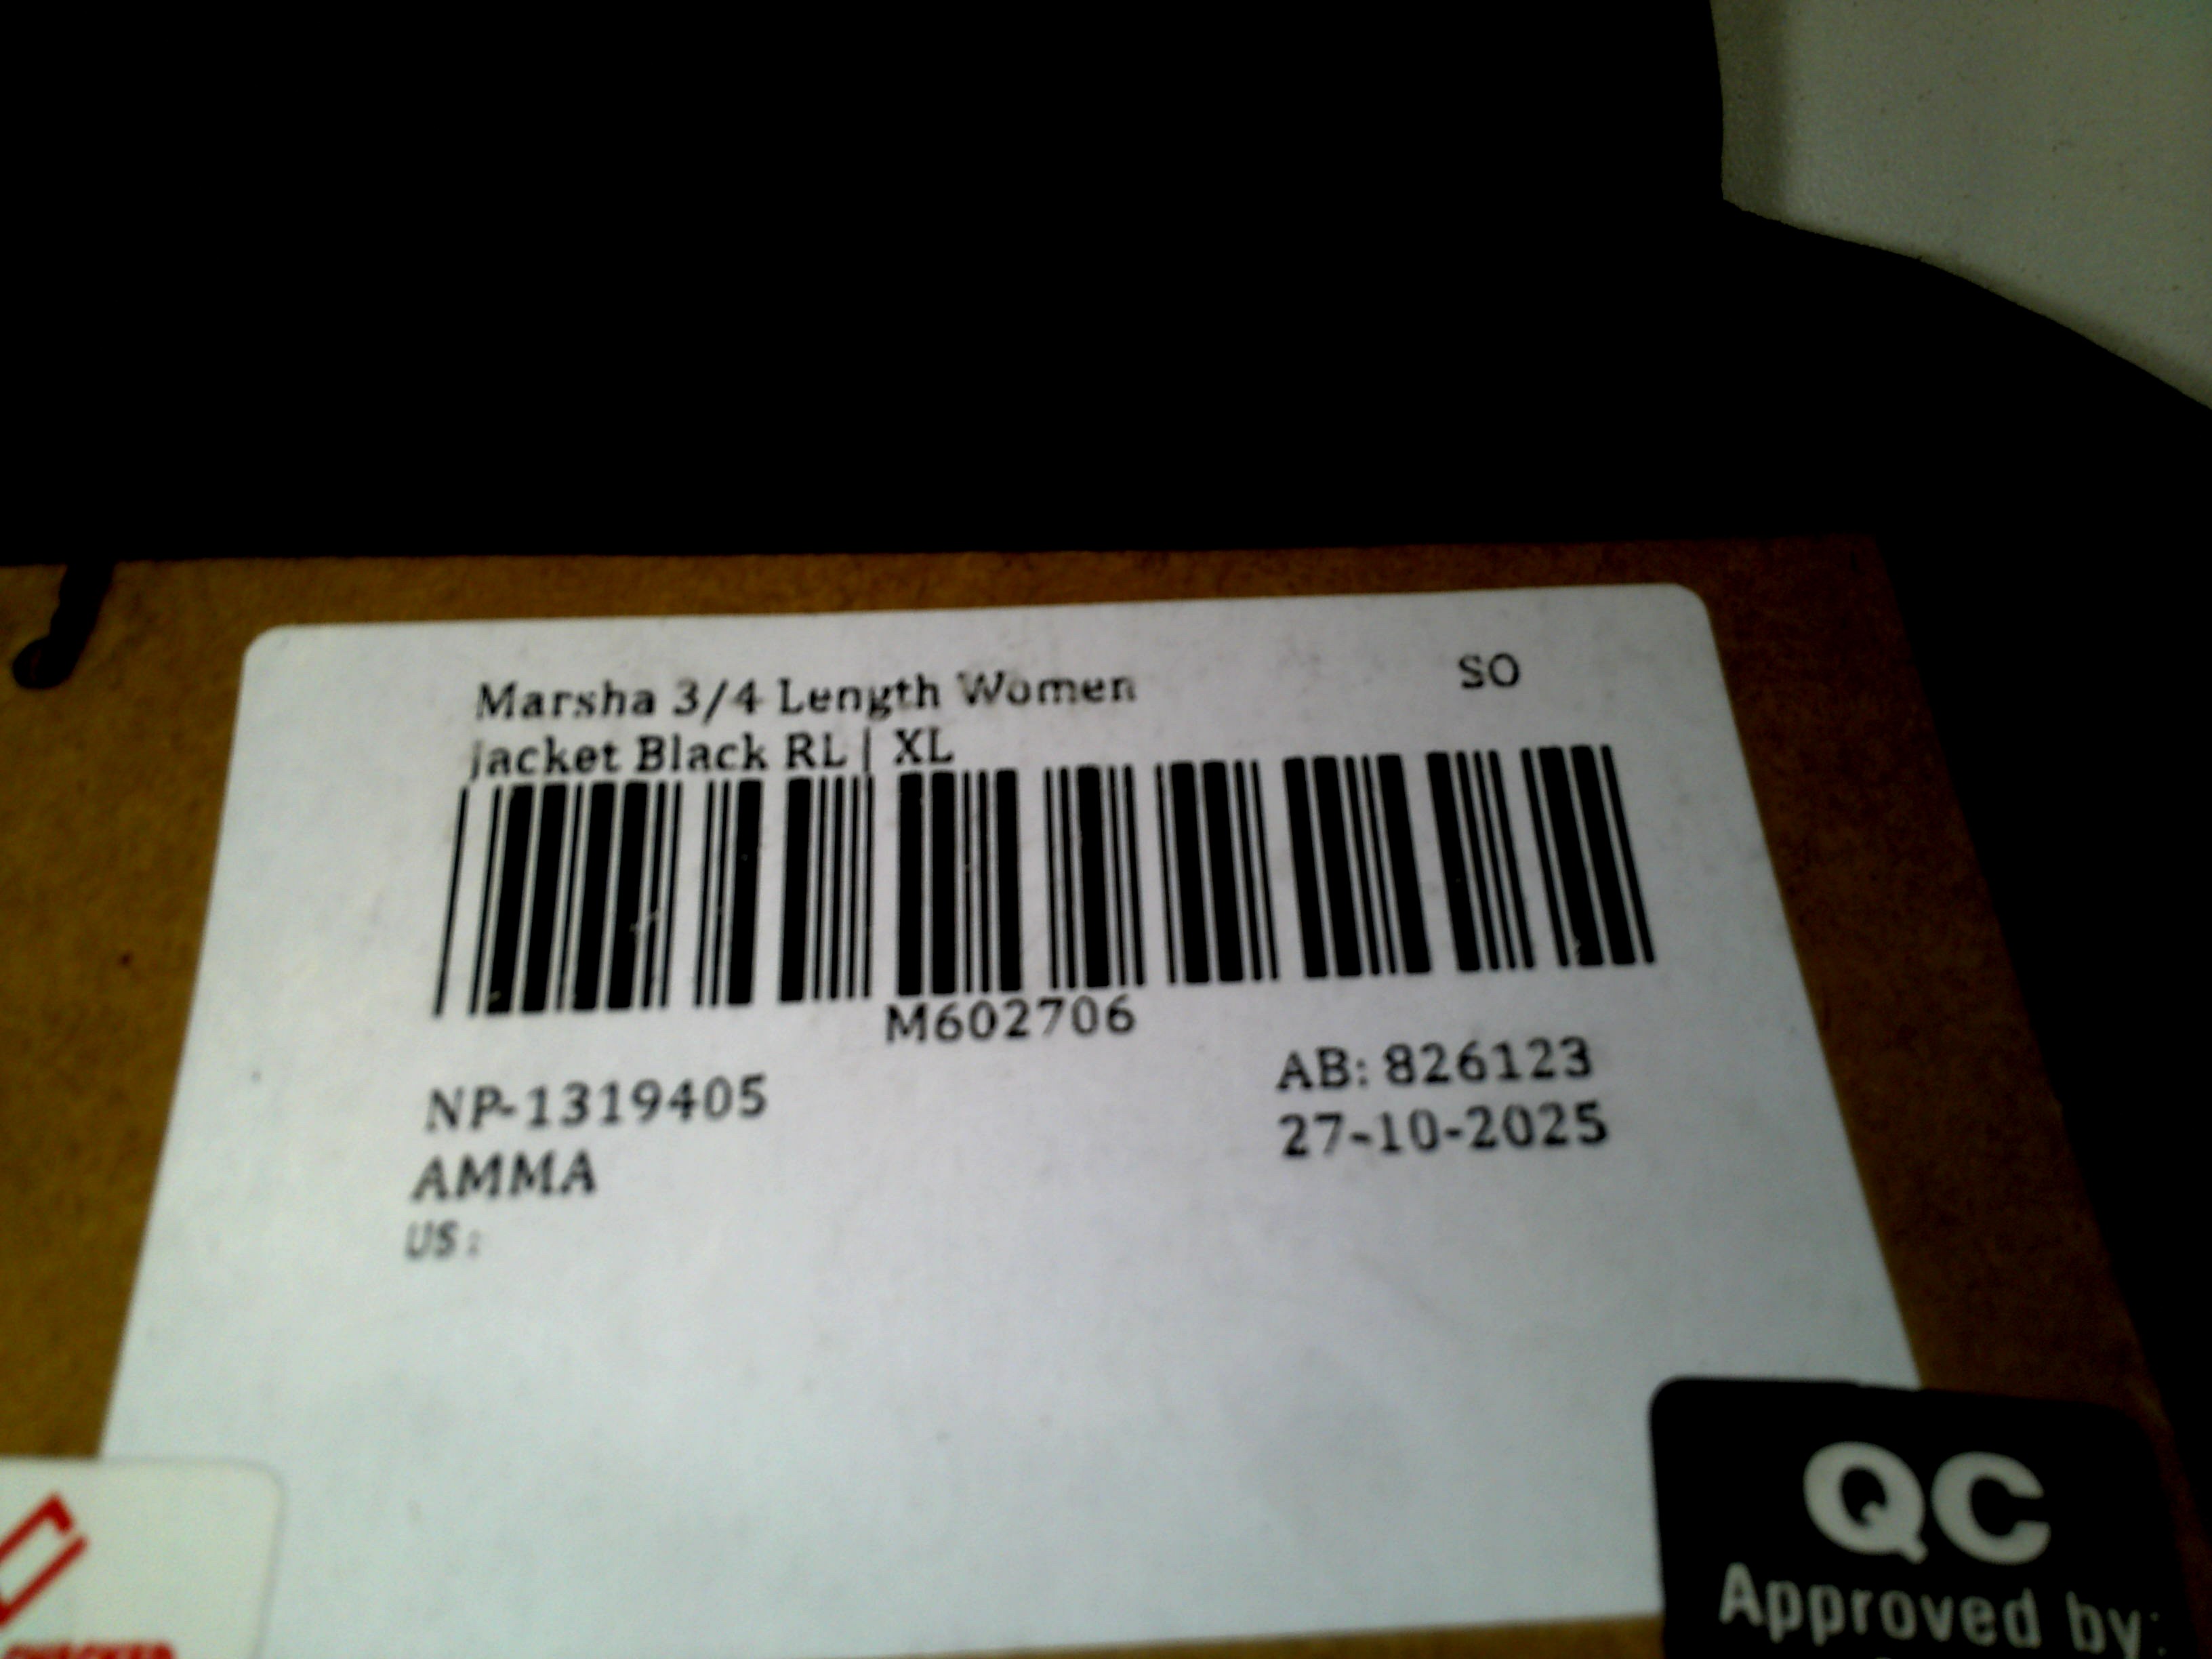 Marsha 3/4 Length Women
SO
Jacket Black RL | XL
M602706
NP-1319405
AB: 826123
27-10-2025
AMMA
US :
QC
Approved by:
CHECKED